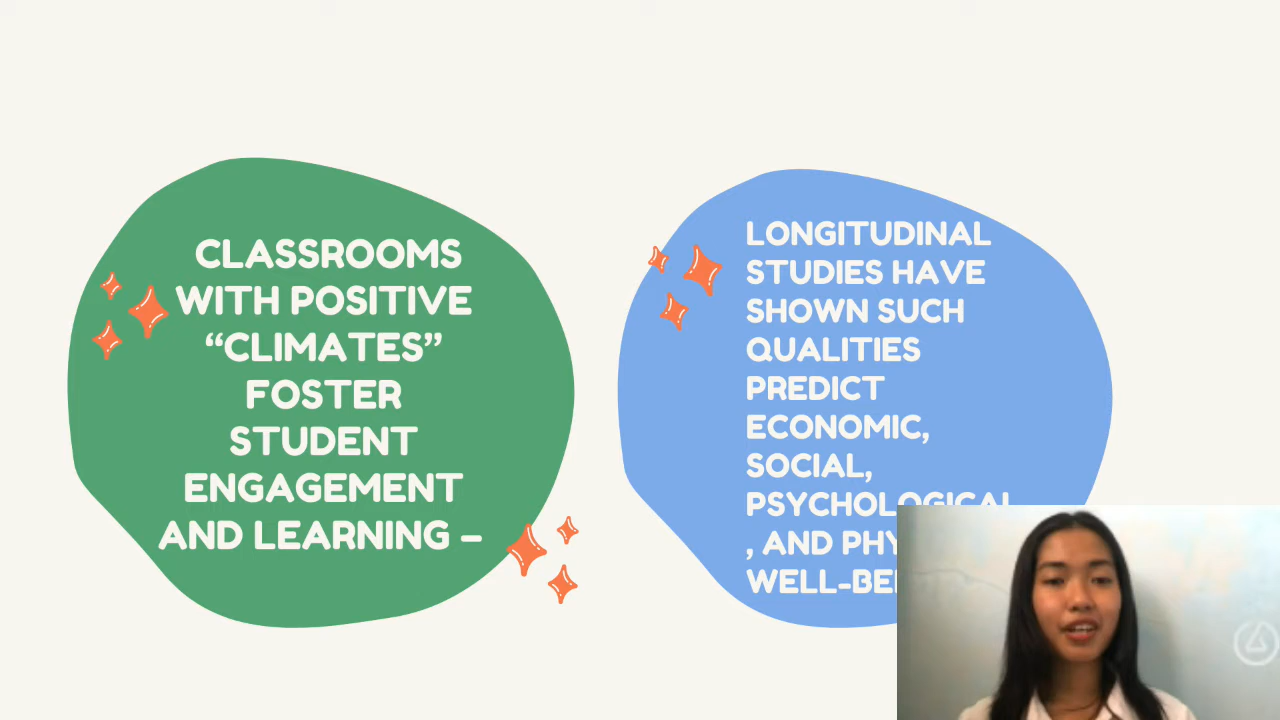 CLASSROOMS
WITH POSITIVE
“CLIMATES”
FOSTER
STUDENT
ENGAGEMENT
AND LEARNING –
LONGITUDINAL
STUDIES HAVE
SHOWN SUCH
QUALITIES
PREDICT
ECONOMIC,
SOCIAL,
PSYCHOLOGICAL
, AND